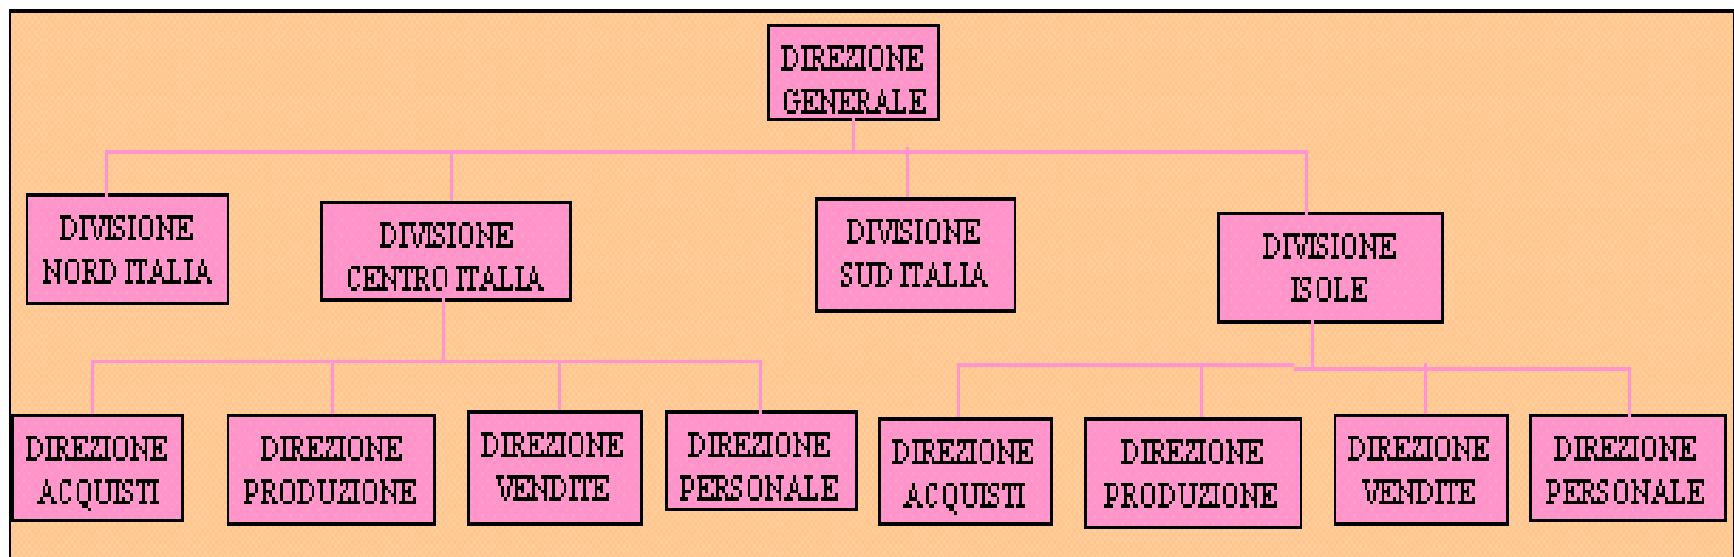 DIREZIONE
GENERALE
DIVISIONE
NORD ITALIA
DIVISIONE
CENTRO ITALIA
DIVISIONE
SUD ITALIA
DIVISIONE
ISOLE
DIREZIONE
ACQUISTI
DIREZIONE
PRODUZIONE
DIREZIONE
VENDITE
DIREZIONE
PERSONALE
DIREZIONE
ACQUISTI
DIREZIONE
PRODUZIONE
DIREZIONE
VENDITE
DIREZIONE
PERSONALE